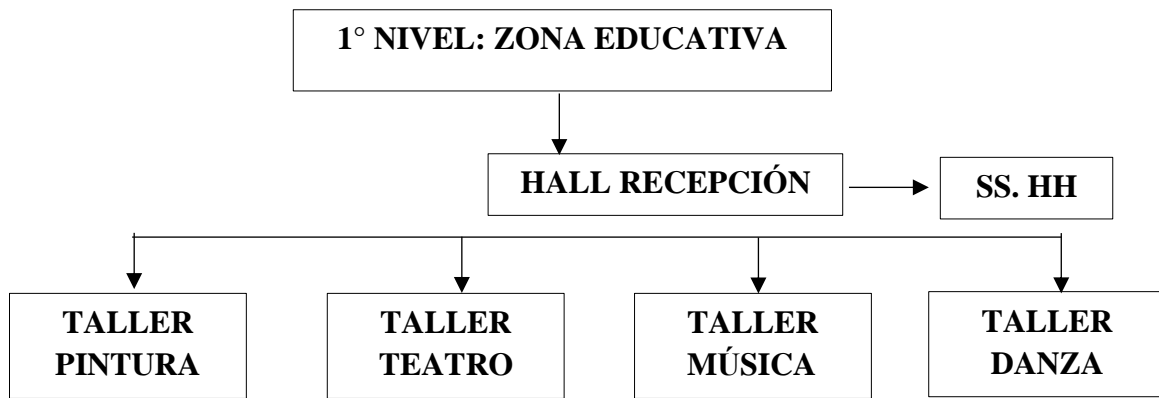 1° NIVEL: ZONA EDUCATIVA
HALL RECEPCIÓN
SS. HH
TALLER
PINTURA
TALLER
TEATRO
TALLER
MÚSICA
TALLER
DANZA